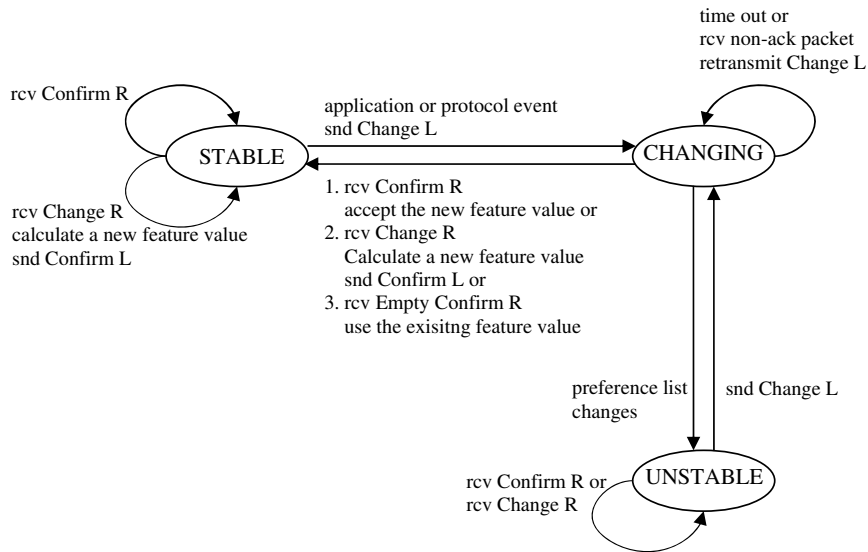 time out or
rcv non-ack packet
retransmit Change L
rcv Confirm R
application or protocol event
snd Change L
STABLE
CHANGING
rcv Change R
calculate a new feature value
snd Confirm L
1. rcv Confirm R
accept the new feature value or
2. rcv Change R
Calculate a new feature value
snd Confirm L or
3. rcv Empty Confirm R
use the exisitng feature value
preference list
changes
snd Change L
UNSTABLE
rcv Confirm R or
rcv Change R